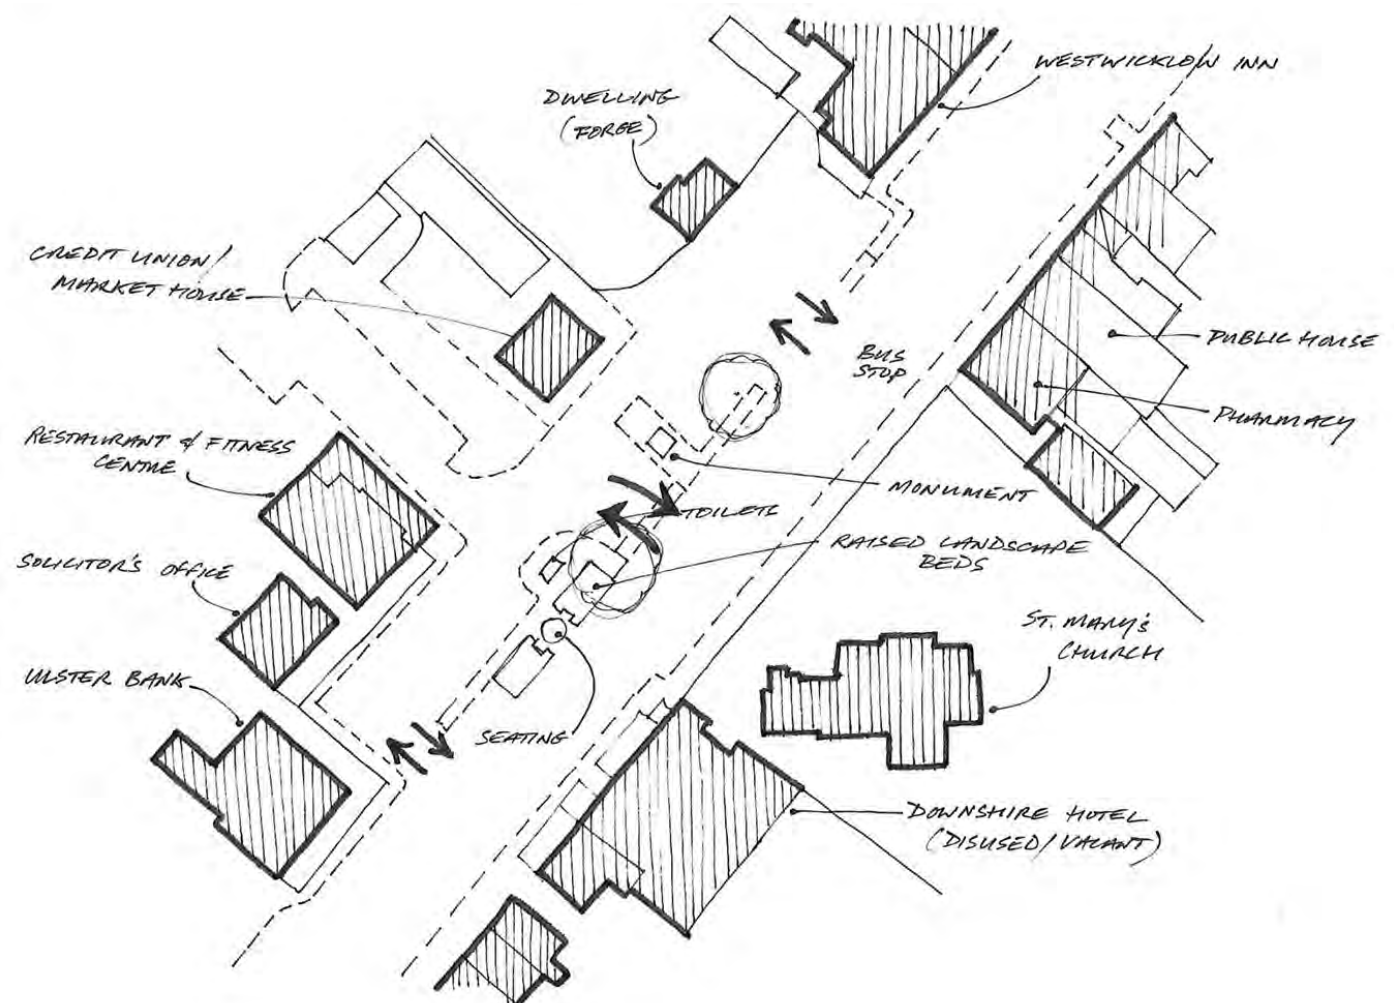 WESTWICKLOW INN
DWELLING
(FORGE)
CREDIT UNION/
MARKET HOUSE
BUS
STOP
PUBLIC HOUSE
PHARMACY
RESTAURANT & FITNESS
CENTRE
MONUMENT
TOILETS
RAISED LANDSCAPE
BEDS
SOLICITOR'S OFFICE
ST. MARY'S
CHURCH
ULSTER BANK
SEATING
DOWNSHIRE HOTEL
(DISUSED/VACANT)